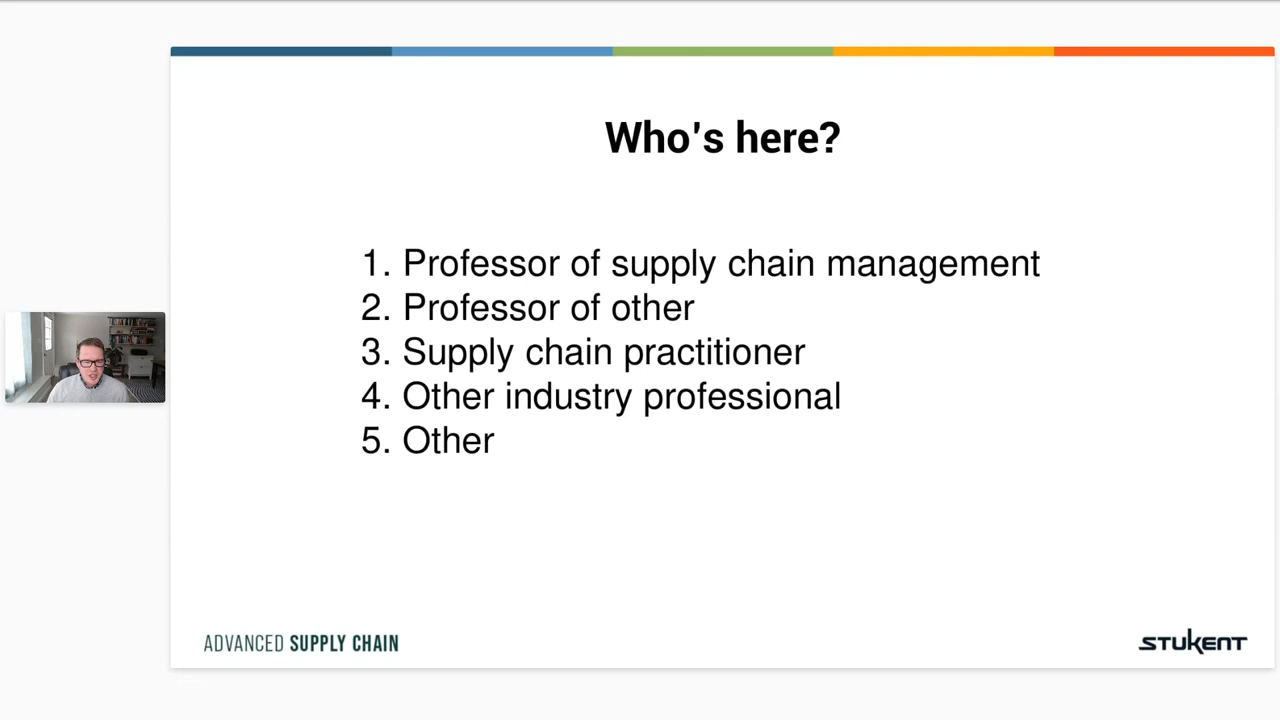 Who's here?
1. Professor of supply chain management
2. Professor of other
3. Supply chain practitioner
4. Other industry professional
5. Other
ADVANCED SUPPLY CHAIN
STUKENT